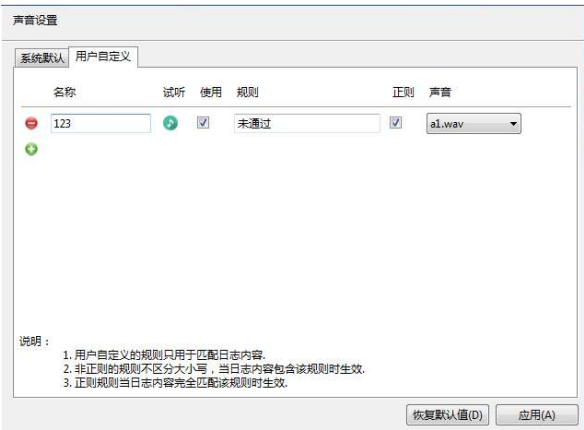 声音设置
系统默认 用户自定义
名称 试听 使用 规则 正则 声音
123 未通过 a1.wav
说明：
1. 用户自定义的规则只用于匹配日志内容.
2. 非正则的规则不区分大小写，当日志内容包含该规则时生效.
3. 正则规则当日志内容完全匹配该规则时生效.
恢复默认值(D) 应用(A)